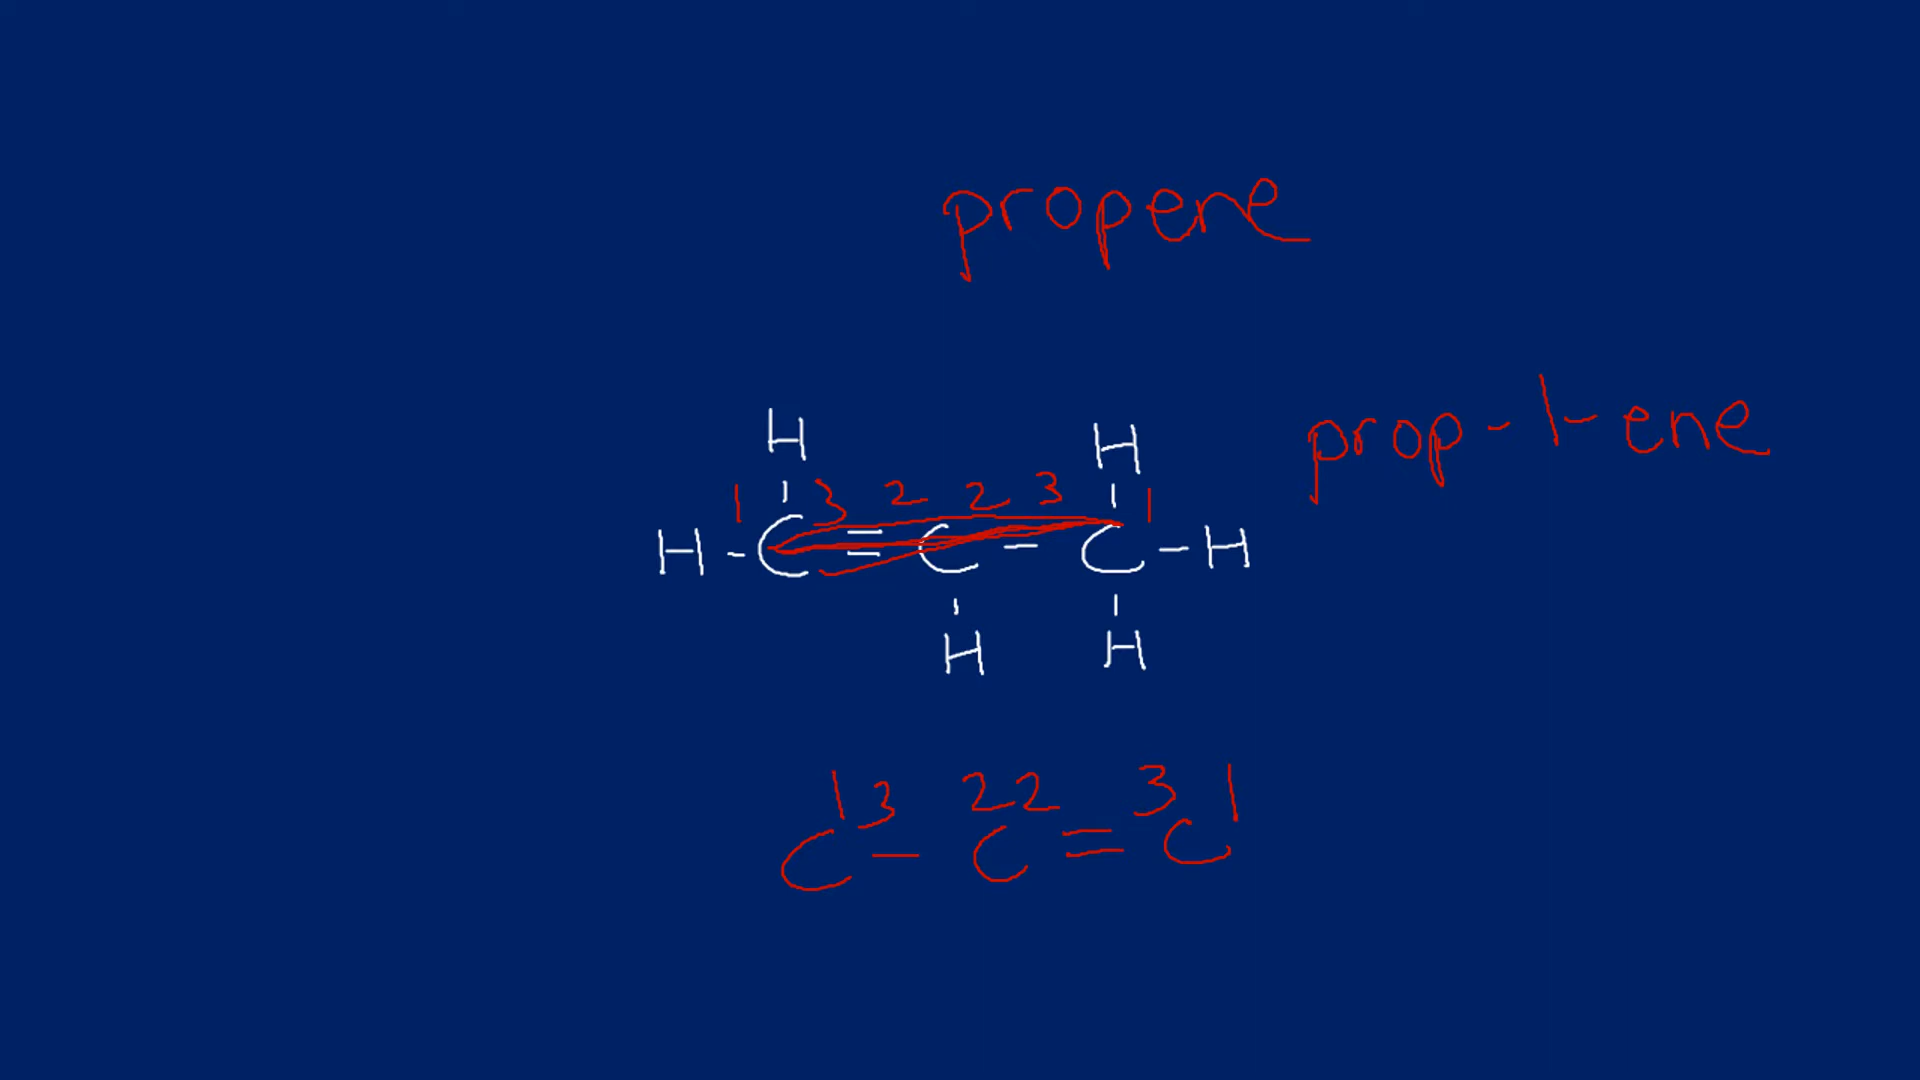 propene
prop-1-ene
H H
1 3 2 2 3 1
H-C=C-C-H
H H
1 3 2 2 3 1
C-C=C